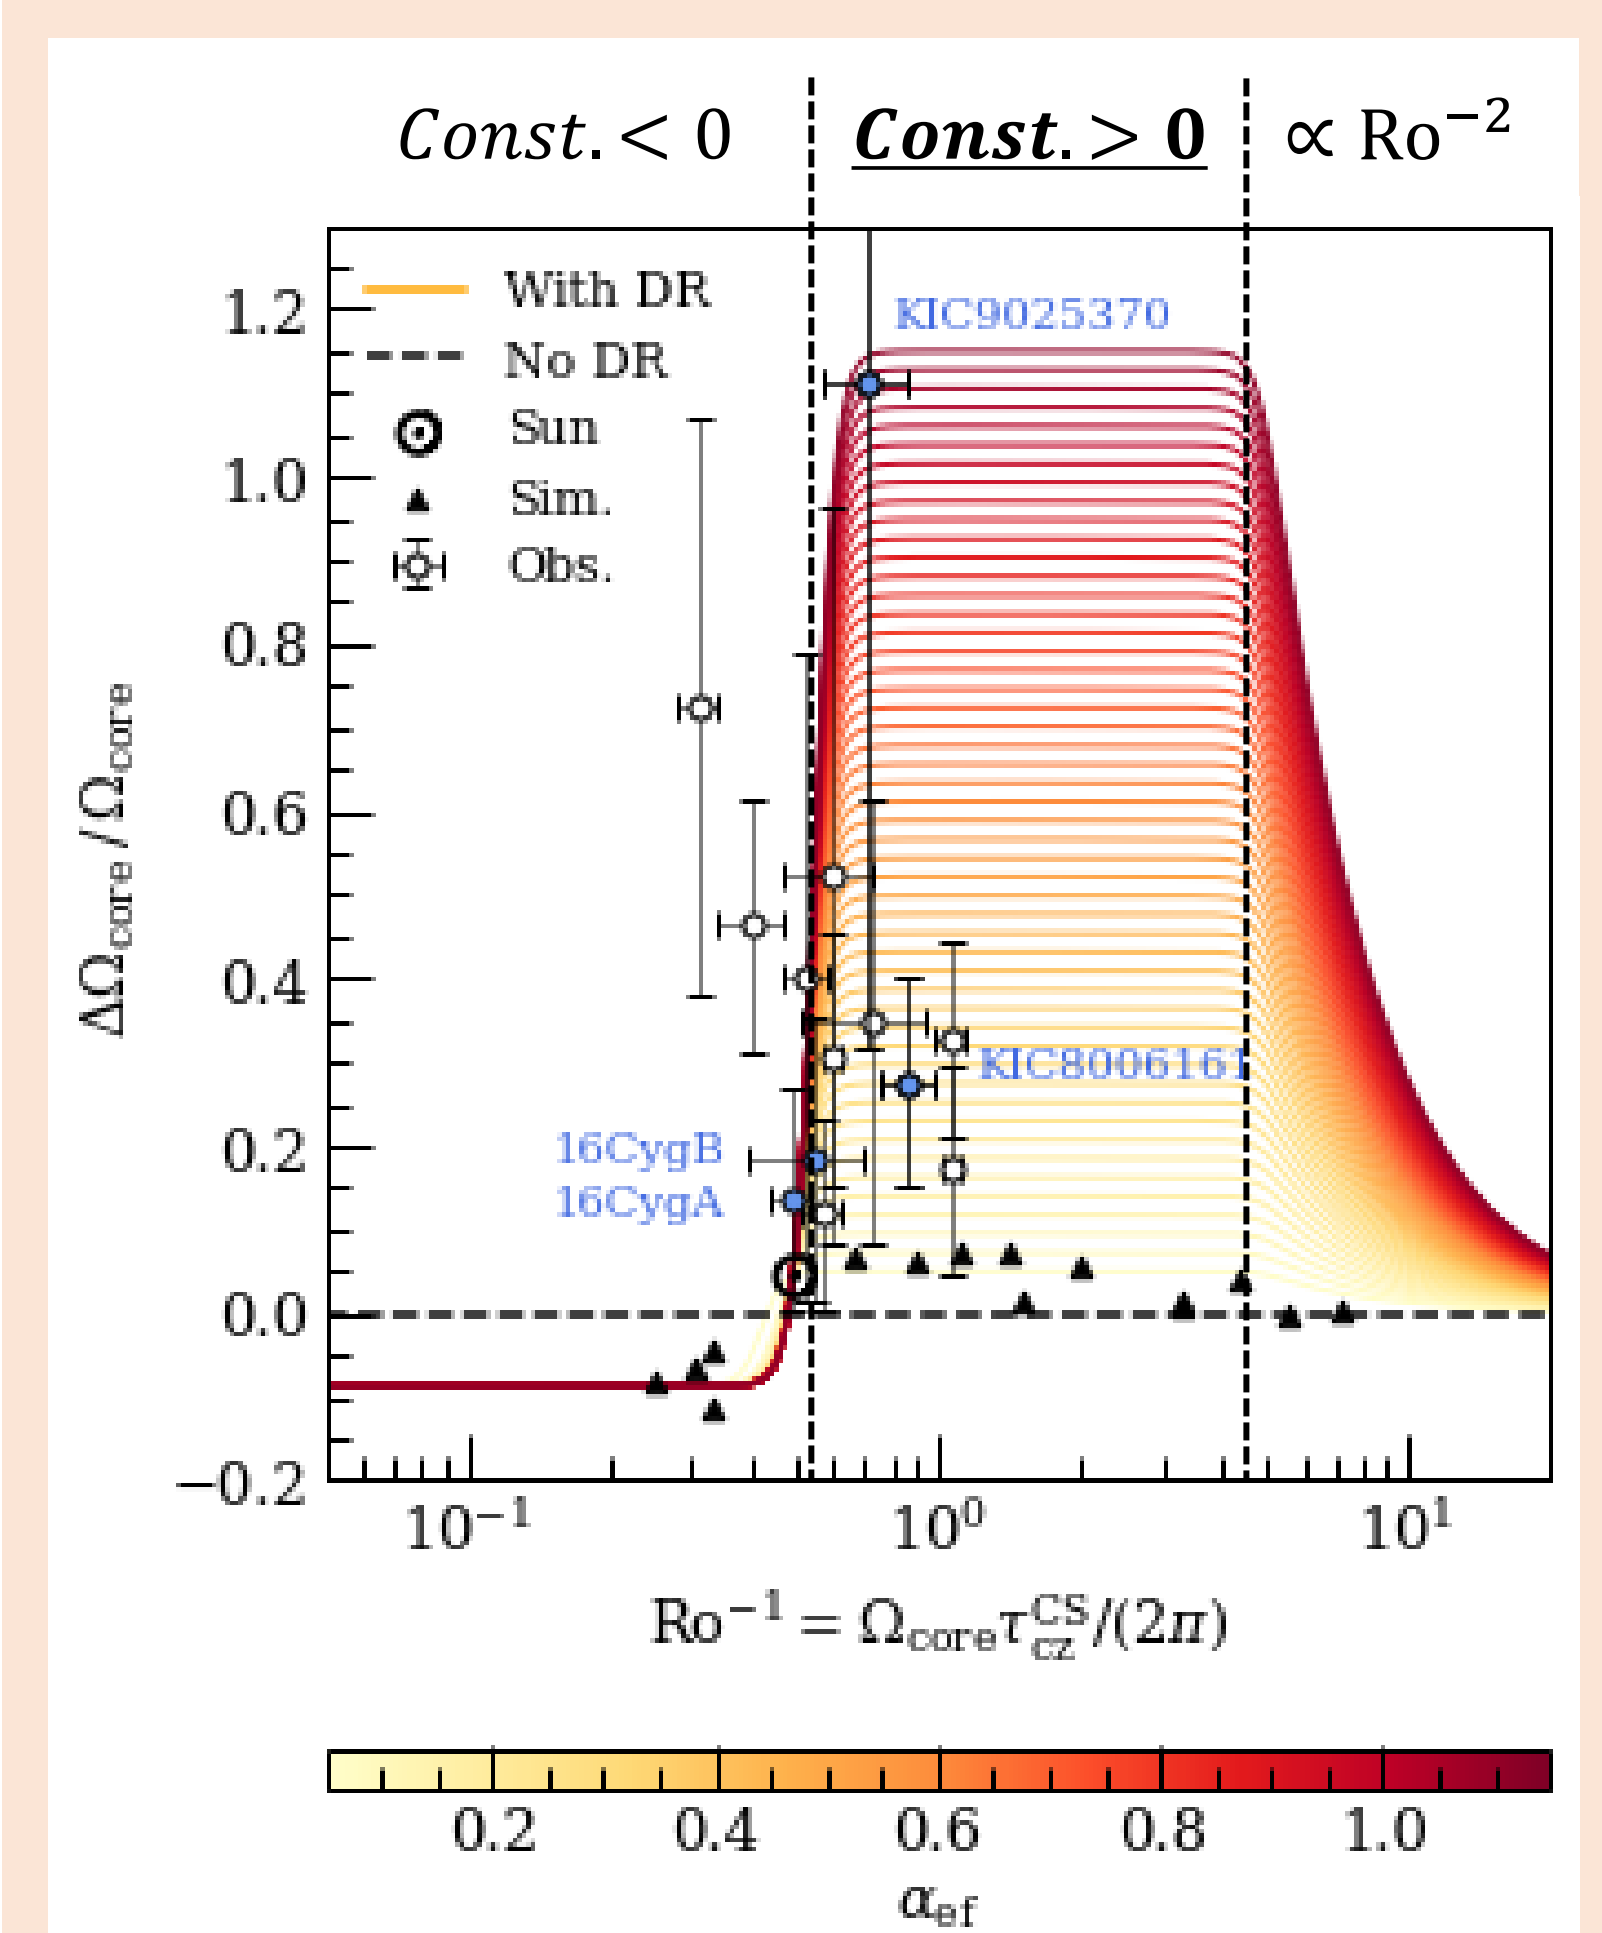 Const. < 0
Const. > 0
∝ Ro⁻²
With DR
No DR
Sun
Sim.
Obs.
KIC9025370
KIC8006161
16CygB
16CygA
1.2
1.0
0.8
0.6
0.4
0.2
0.0
−0.2
ΔΩcore / Ωcore
10⁻¹
10⁰
10¹
Ro⁻¹ = Ωcore τcz^CS/(2π)
0.2
0.4
0.6
0.8
1.0
αef